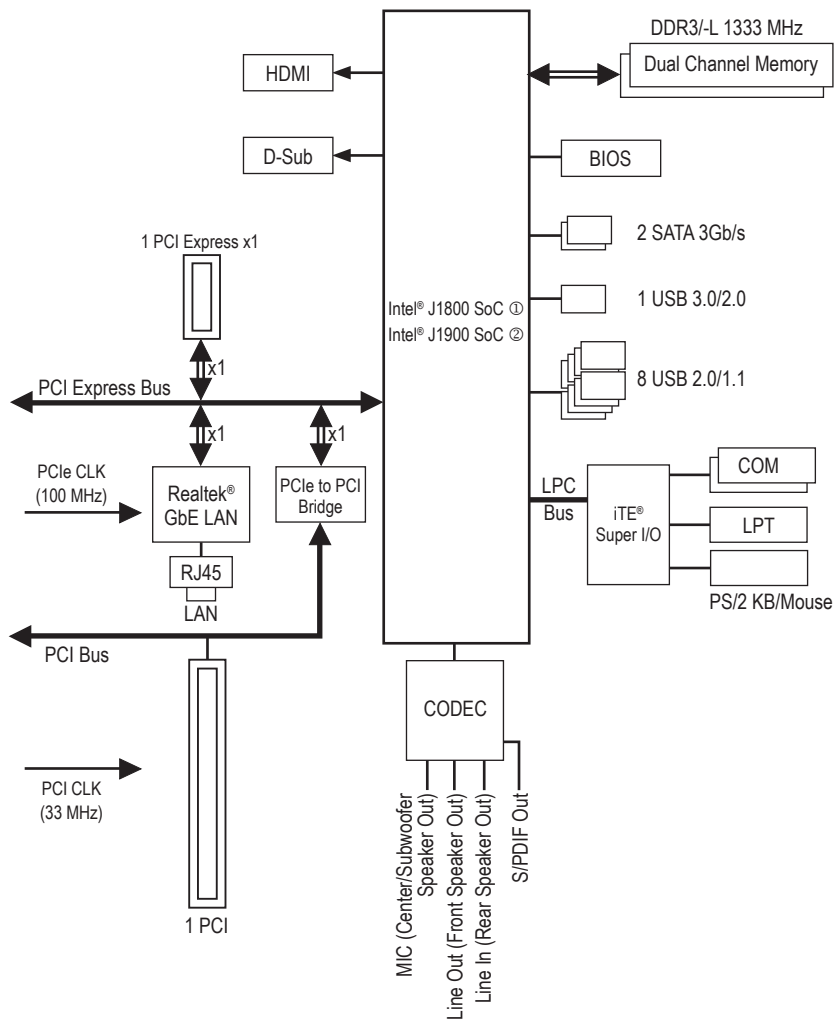 DDR3/-L 1333 MHz
Dual Channel Memory
HDMI
D-Sub
BIOS
2 SATA 3Gb/s
1 PCI Express x1
1 USB 3.0/2.0
Intel® J1800 SoC ①
Intel® J1900 SoC ②
x1
8 USB 2.0/1.1
PCI Express Bus
x1
x1
PCIe CLK
(100 MHz)
Realtek®
GbE LAN
PCIe to PCI
Bridge
LPC
Bus
iTE®
Super I/O
COM
LPT
PS/2 KB/Mouse
RJ45
LAN
PCI Bus
CODEC
PCI CLK
(33 MHz)
1 PCI
MIC (Center/Subwoofer
Speaker Out)
Line Out (Front Speaker Out)
Line In (Rear Speaker Out)
S/PDIF Out